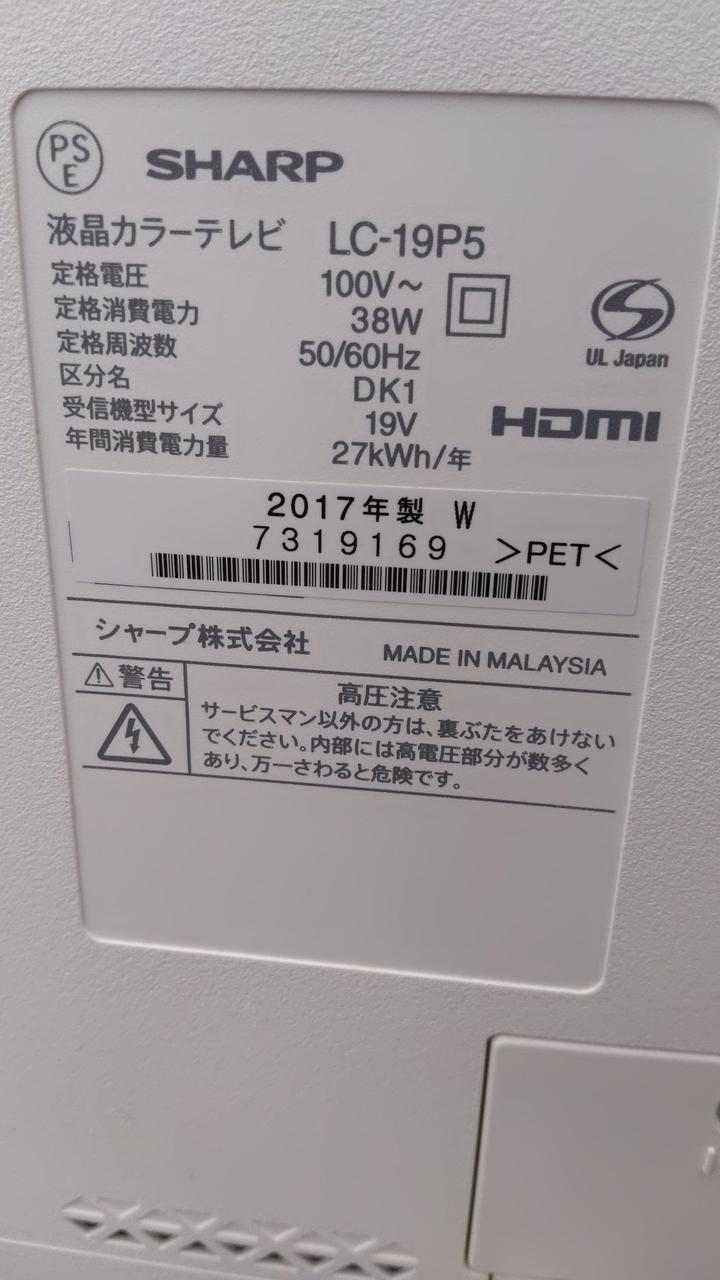 PS
E
SHARP
液晶カラーテレビ LC-19P5
定格電圧 100V～
定格消費電力 38W
定格周波数 50/60Hz
区分名 DK1
受信機型サイズ 19V
年間消費電力量 27kWh/年
UL Japan
HDMI
2017年製 W
7319169 >PET<
シャープ株式会社 MADE IN MALAYSIA
警告
高圧注意
サービスマン以外の方は、裏ぶたをあけない
でください。内部には高電圧部分が数多く
あり、万一さわると危険です。